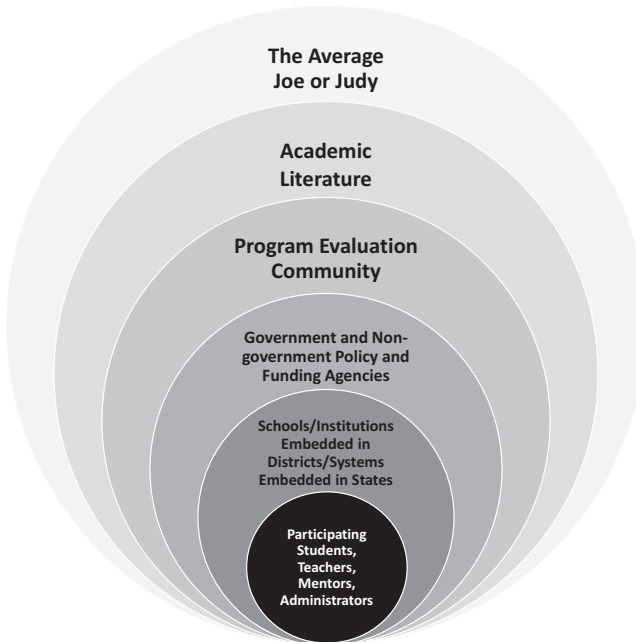 The Average
Joe or Judy
Academic
Literature
Program Evaluation
Community
Government and Non-
government Policy and
Funding Agencies
Schools/Institutions
Embedded in
Districts/Systems
Embedded in States
Participating
Students,
Teachers,
Mentors,
Administrators